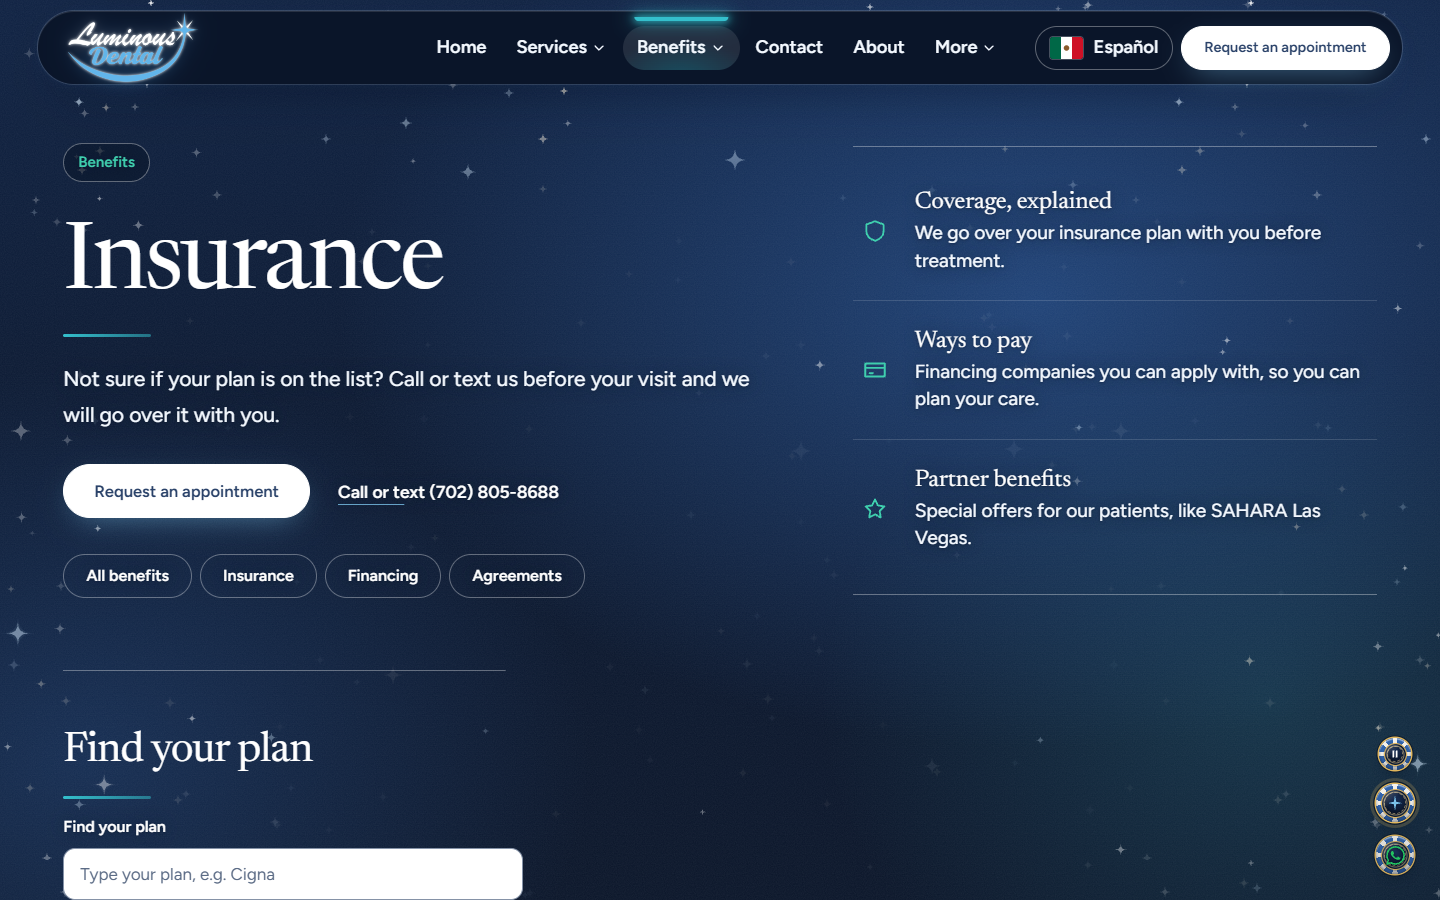 Luminous
Dental
Home
Services
Benefits
Contact
About
More
Español
Request an appointment
Benefits
Insurance
Not sure if your plan is on the list? Call or text us before your visit and we
will go over it with you.
Request an appointment
Call or text (702) 805-8688
All benefits
Insurance
Financing
Agreements
Coverage, explained
We go over your insurance plan with you before
treatment.
Ways to pay
Financing companies you can apply with, so you can
plan your care.
Partner benefits
Special offers for our patients, like SAHARA Las
Vegas.
Find your plan
Find your plan
Type your plan, e.g. Cigna